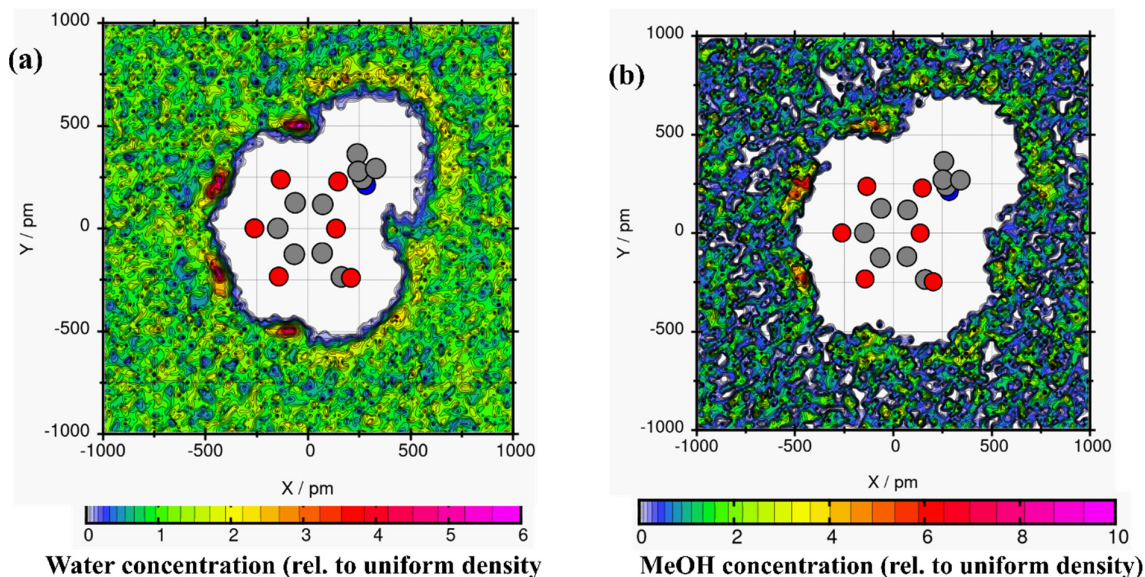 (a)
1000
500
0
-500
-1000
Y / pm
-1000 -500 0 500 1000
X / pm
0 1 2 3 4 5 6
Water concentration (rel. to uniform density
(b)
1000
500
0
-500
-1000
Y / pm
-1000 -500 0 500 1000
X / pm
0 2 4 6 8 10
MeOH concentration (rel. to uniform density)